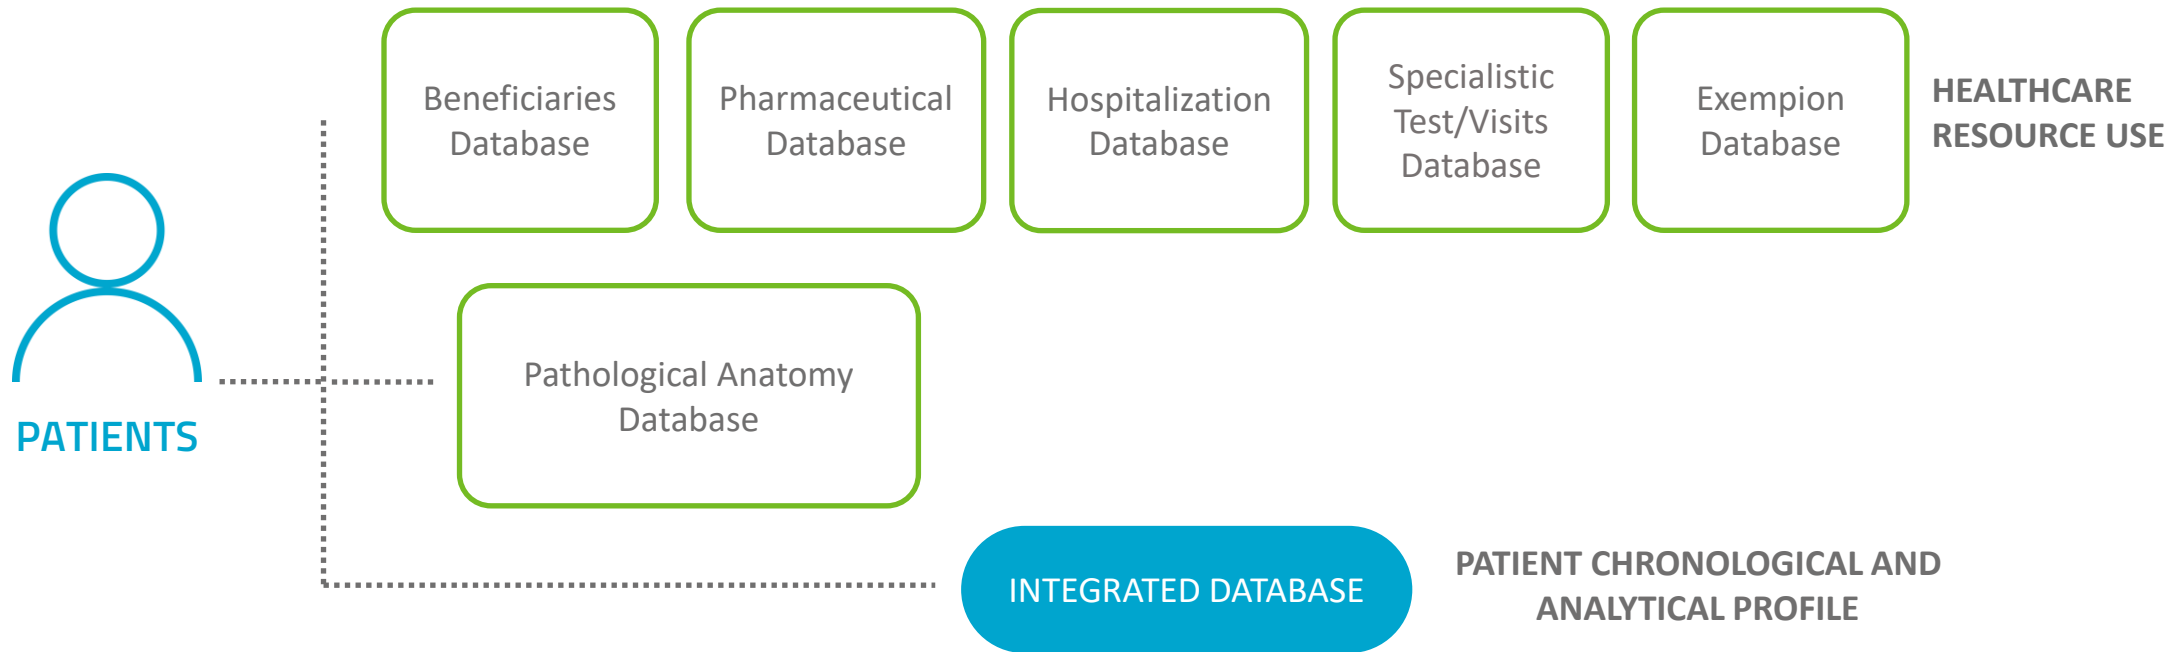 Beneficiaries
Database
Pharmaceutical
Database
Hospitalization
Database
Specialistic
Test/Visits
Database
Exempion
Database
HEALTHCARE
RESOURCE USE
PATIENTS
Pathological Anatomy
Database
INTEGRATED DATABASE
PATIENT CHRONOLOGICAL AND
ANALYTICAL PROFILE